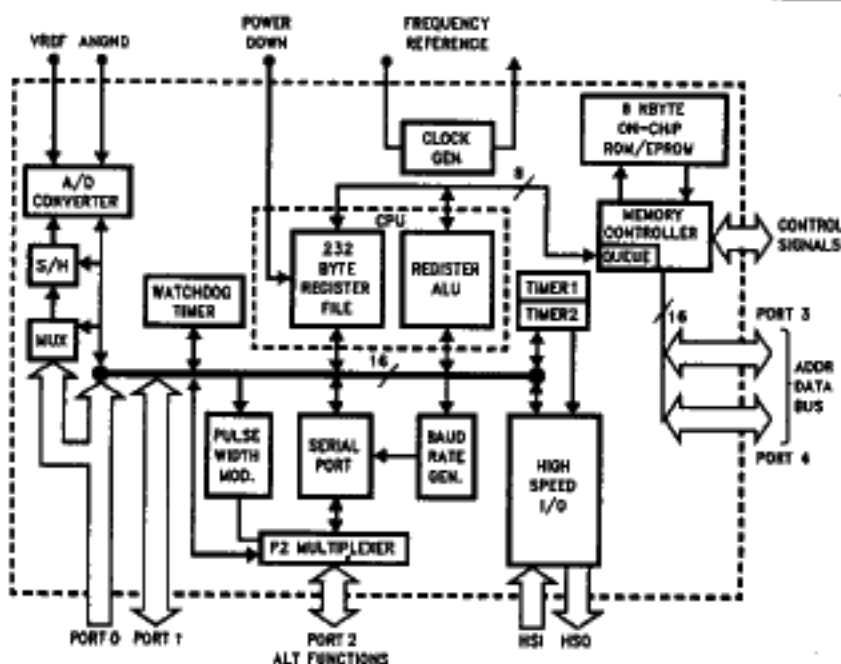 VREF ANGND
POWER
DOWN
FREQUENCY
REFERENCE
CLOCK
GEN.
8 KBYTE
ON-CHIP
ROM/EPROM
A/D
CONVERTER
8
CPU
MEMORY
CONTROLLER
QUEUE
CONTROL
SIGNALS
S/H
232
BYTE
REGISTER
FILE
REGISTER
ALU
WATCHDOG
TIMER
TIMER1
TIMER2
MUX
16
16
PORT 3
ADDR
DATA
BUS
PORT 4
PULSE
WIDTH
MOD.
SERIAL
PORT
BAUD
RATE
GEN.
HIGH
SPEED
I/O
P2 MULTIPLEXER
PORT 0
PORT 1
PORT 2
ALT FUNCTIONS
HSI
HSO